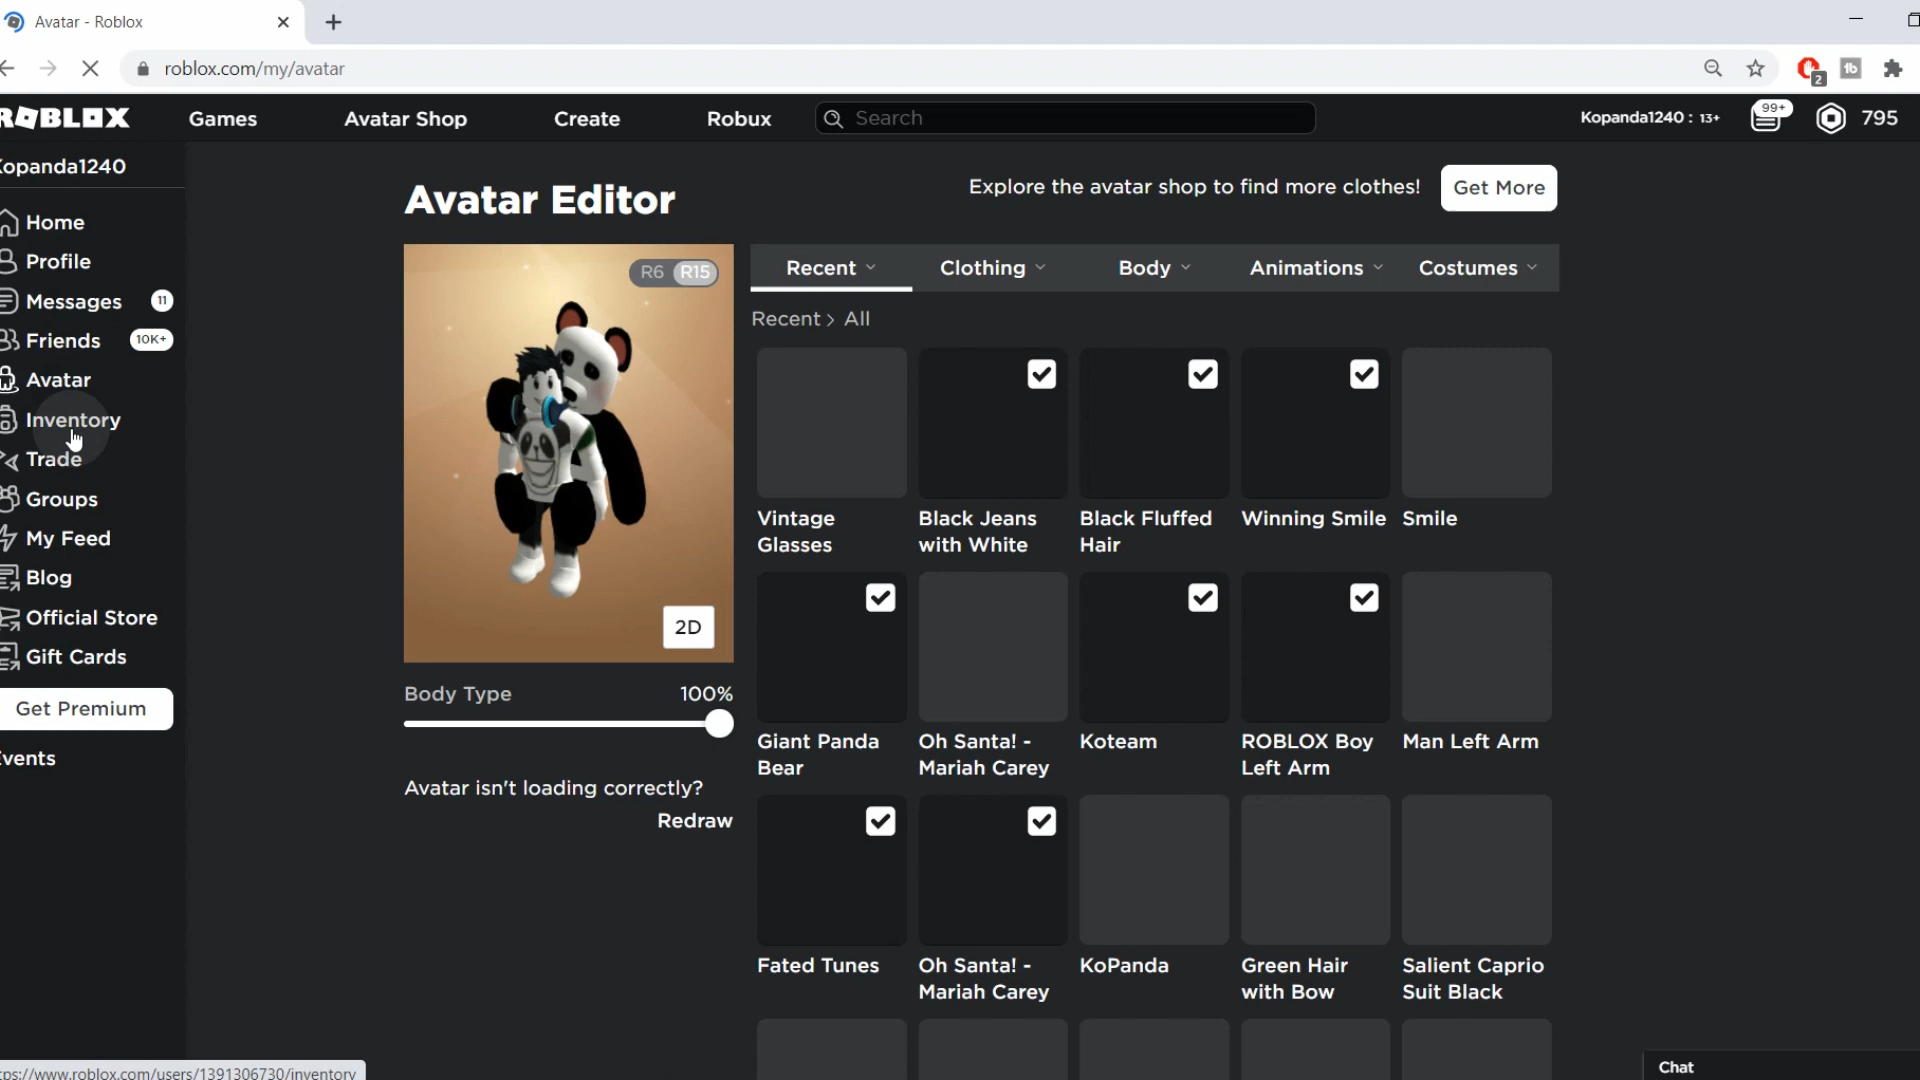 Avatar - Roblox
roblox.com/my/avatar
2
ROBLOX
Games
Avatar Shop
Create
Robux
Search
Kopanda1240 : 13+
99+
795
Kopanda1240
Home
Profile
Messages 11
Friends 10K+
Avatar
Inventory
Trade
Groups
My Feed
Blog
Official Store
Gift Cards
Get Premium
Events
Avatar Editor
Explore the avatar shop to find more clothes!
Get More
R6 R15
2D
Body Type 100%
Avatar isn't loading correctly?
Redraw
Recent
Clothing
Body
Animations
Costumes
Recent > All
Vintage
Glasses
Black Jeans
with White
Black Fluffed
Hair
Winning Smile
Smile
Giant Panda
Bear
Oh Santa! -
Mariah Carey
Koteam
ROBLOX Boy
Left Arm
Man Left Arm
Fated Tunes
Oh Santa! -
Mariah Carey
KoPanda
Green Hair
with Bow
Salient Caprio
Suit Black
tps://www.roblox.com/users/1391306730/inventory
Chat